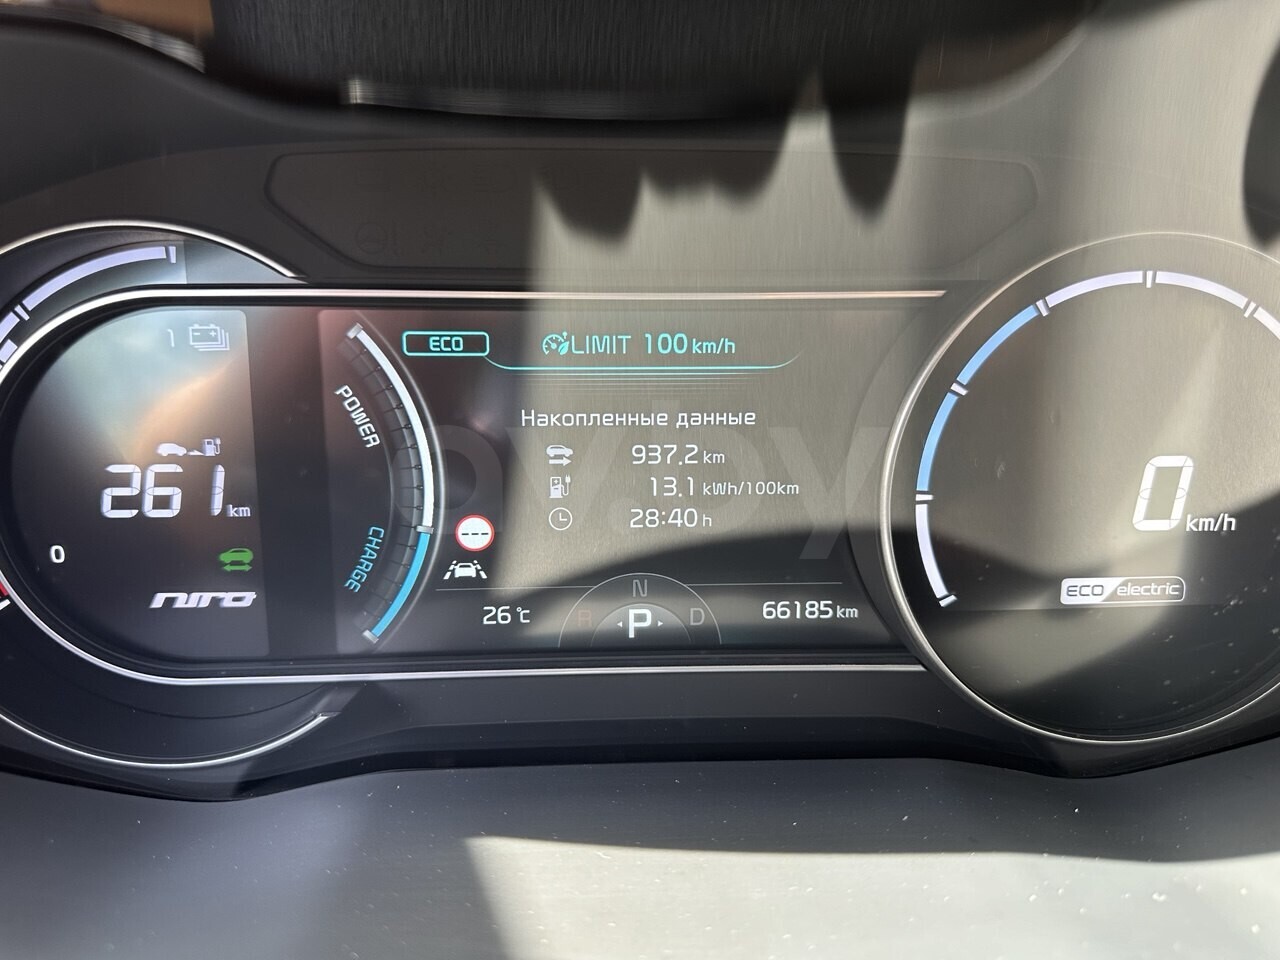 ECO LIMIT 100 km/h
1
POWER
Накопленные данные
937.2 km
13.1 kWh/100km
28:40 h
261 km
0
CHARGE
niro
0 km/h
ECO electric
26 °C
R N P D
66185 km